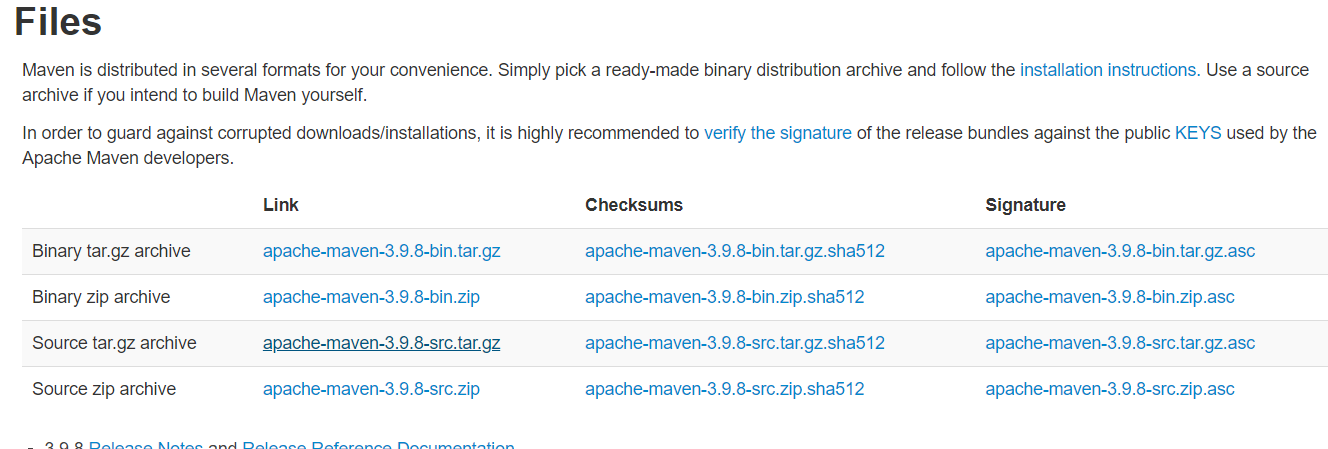 Files
Maven is distributed in several formats for your convenience. Simply pick a ready-made binary distribution archive and follow the installation instructions. Use a source
archive if you intend to build Maven yourself.
In order to guard against corrupted downloads/installations, it is highly recommended to verify the signature of the release bundles against the public KEYS used by the
Apache Maven developers.
Link Checksums Signature
Binary tar.gz archive apache-maven-3.9.8-bin.tar.gz apache-maven-3.9.8-bin.tar.gz.sha512 apache-maven-3.9.8-bin.tar.gz.asc
Binary zip archive apache-maven-3.9.8-bin.zip apache-maven-3.9.8-bin.zip.sha512 apache-maven-3.9.8-bin.zip.asc
Source tar.gz archive apache-maven-3.9.8-src.tar.gz apache-maven-3.9.8-src.tar.gz.sha512 apache-maven-3.9.8-src.tar.gz.asc
Source zip archive apache-maven-3.9.8-src.zip apache-maven-3.9.8-src.zip.sha512 apache-maven-3.9.8-src.zip.asc
3.9.8 Release Notes and Release Reference Documentation